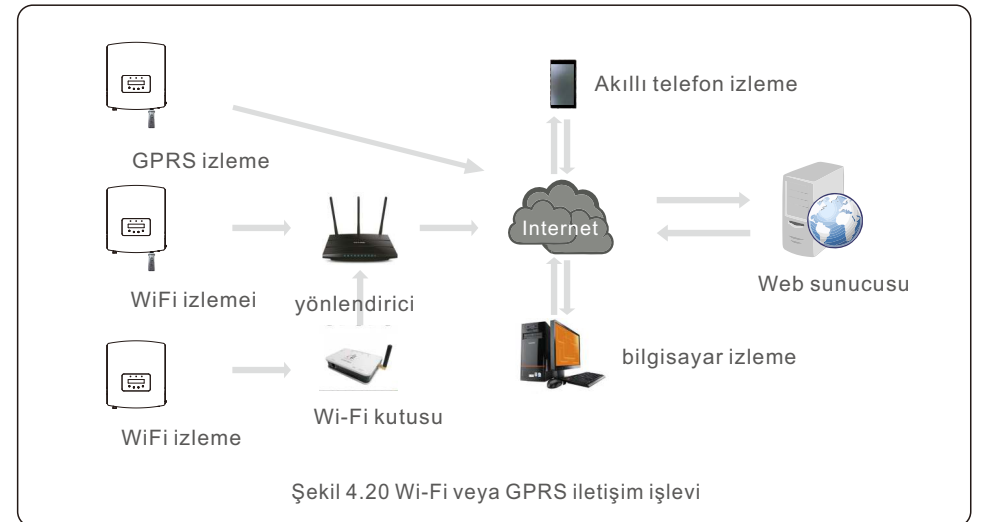 Akıllı telefon izleme
GPRS izleme
Internet
WiFi izlemei
yönlendirici
Web sunucusu
bilgisayar izleme
Wi-Fi kutusu
WiFi izleme
Şekil 4.20 Wi-Fi veya GPRS iletişim işlevi